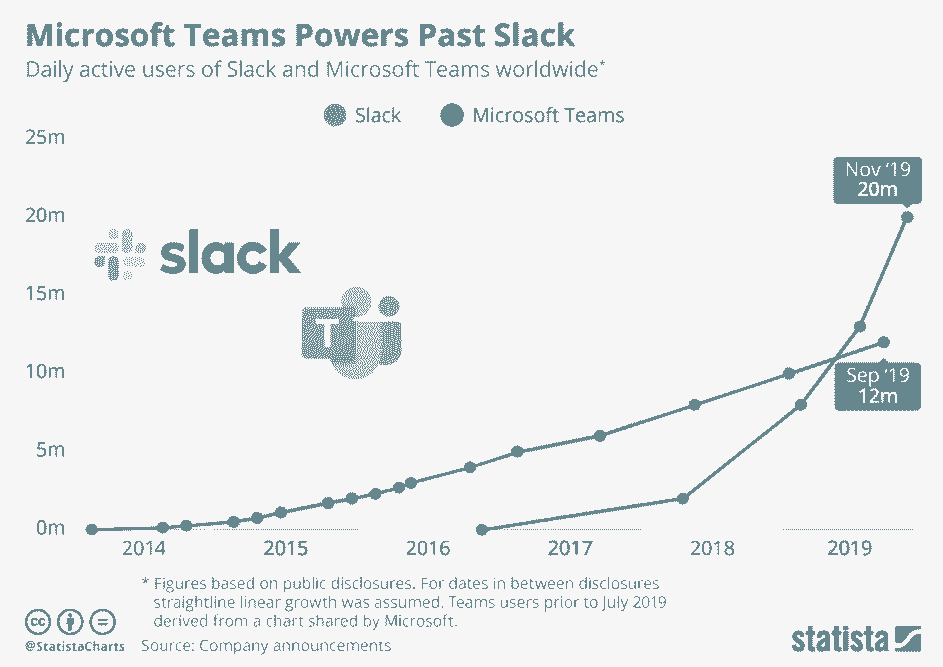 Microsoft Teams Powers Past Slack
Daily active users of Slack and Microsoft Teams worldwide*
Slack Microsoft Teams
25m
20m
15m
10m
5m
0m
slack
T
Nov ‘19
20m
Sep ‘19
12m
2014 2015 2016 2017 2018 2019
* Figures based on public disclosures. For dates in between disclosures
straightline linear growth was assumed. Teams users prior to July 2019
derived from a chart shared by Microsoft.
cc
@StatistaCharts Source: Company announcements
statista